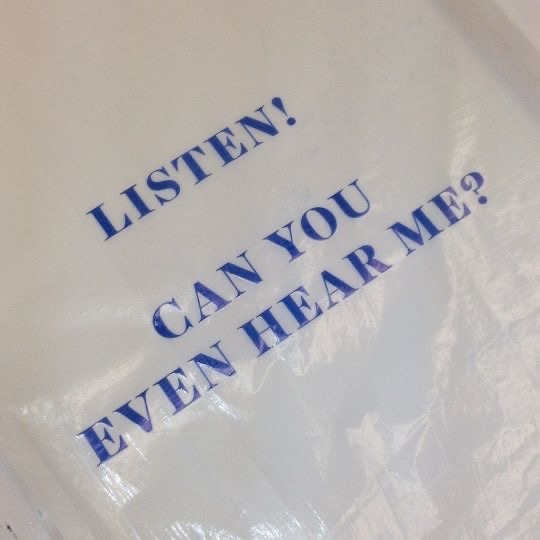 LISTEN!
CAN YOU
EVEN HEAR ME?